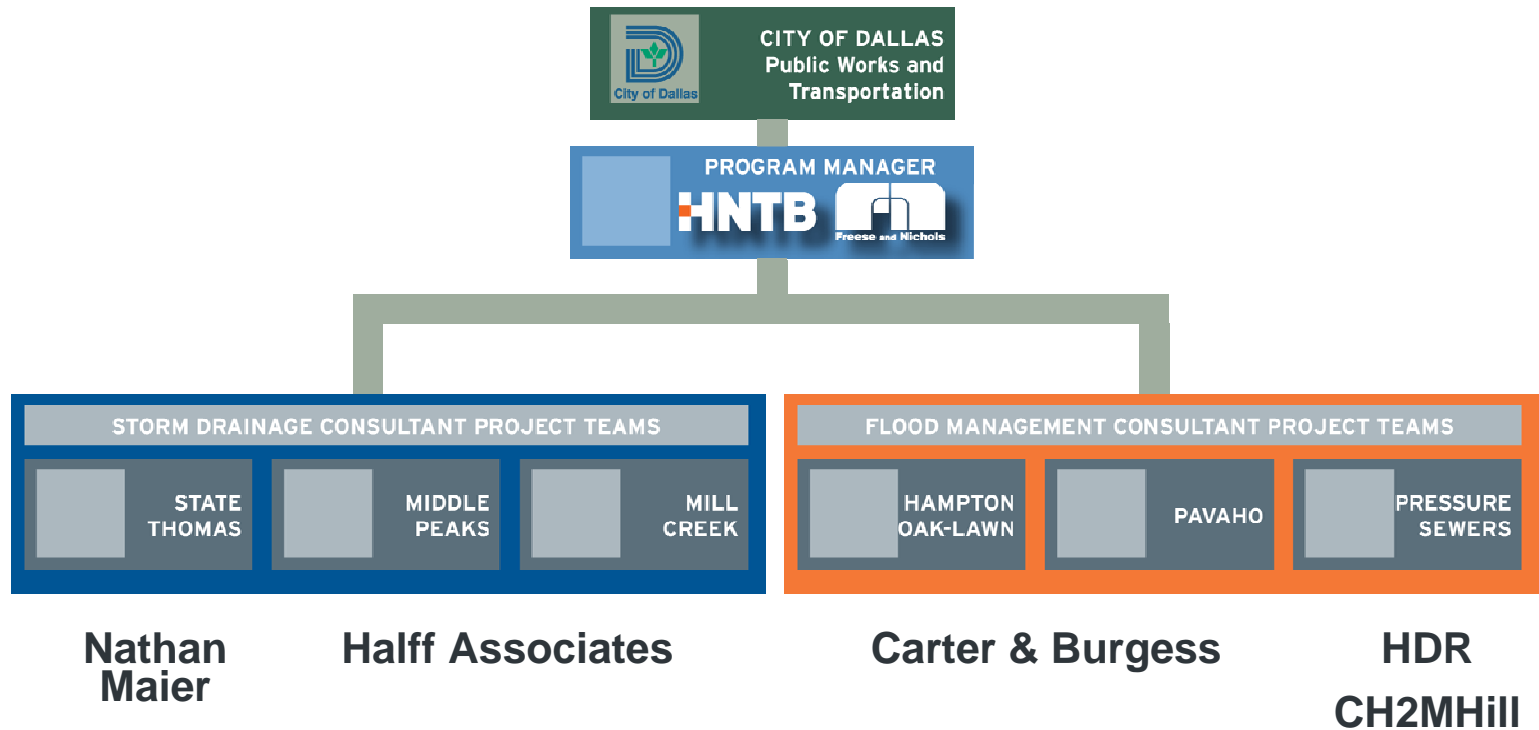 CITY OF DALLAS
Public Works and
Transportation
City of Dallas
PROGRAM MANAGER
HNTB
Freese and Nichols
STORM DRAINAGE CONSULTANT PROJECT TEAMS
STATE
THOMAS
MIDDLE
PEAKS
MILL
CREEK
FLOOD MANAGEMENT CONSULTANT PROJECT TEAMS
HAMPTON
OAK-LAWN
PAVAHO
PRESSURE
SEWERS
Nathan
Maier
Halff Associates
Carter & Burgess
HDR
CH2MHill